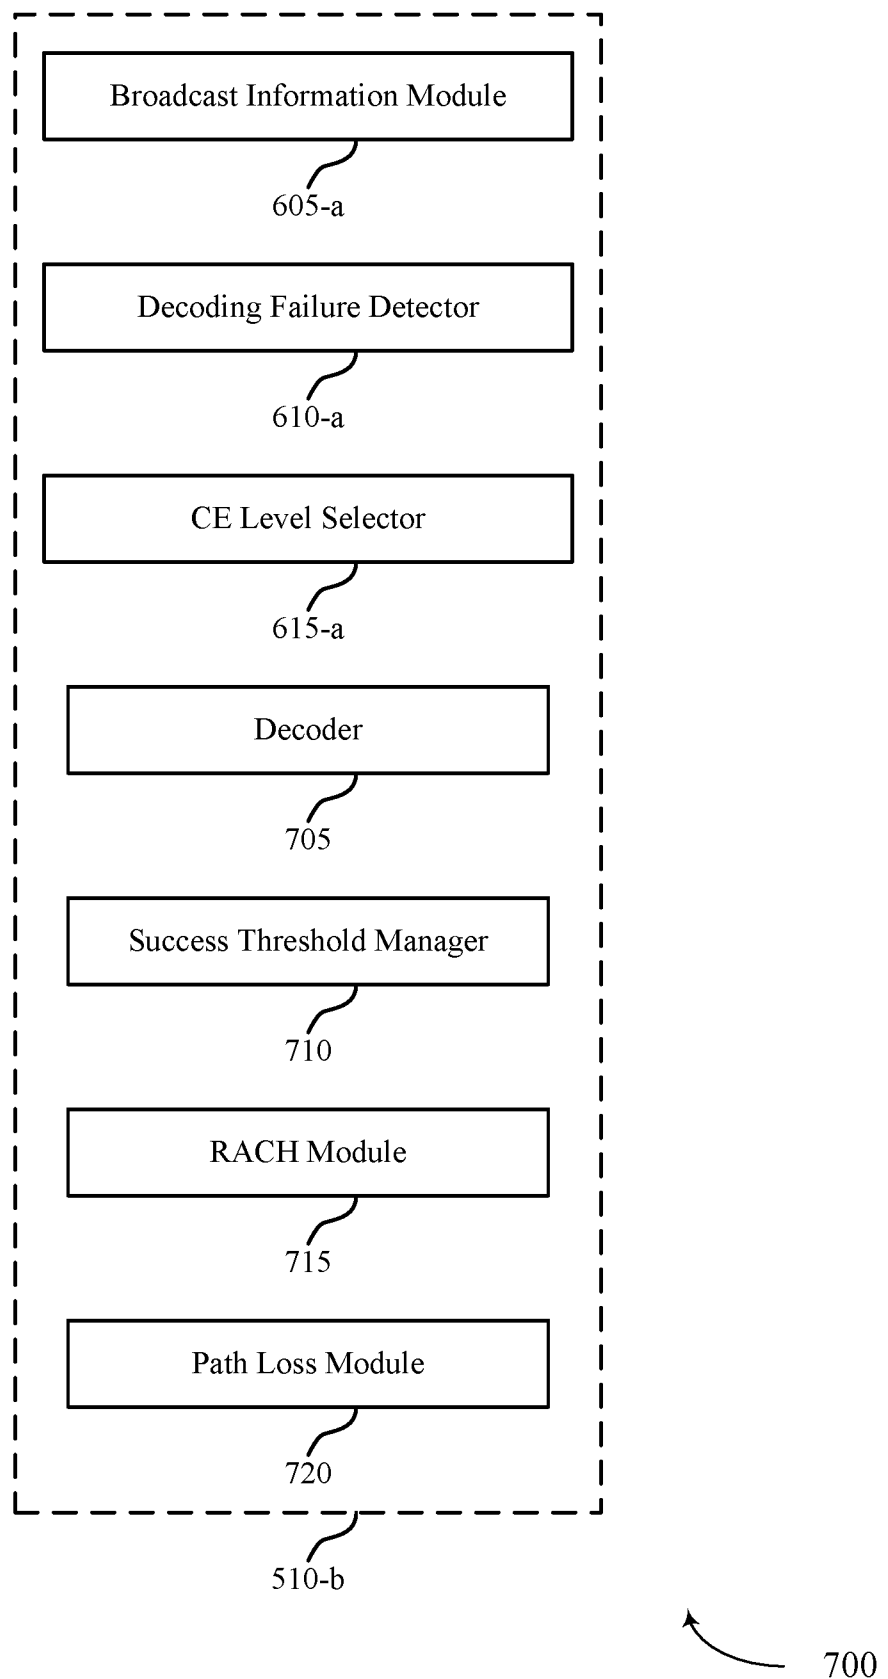 Broadcast Information Module
605-a
Decoding Failure Detector
610-a
CE Level Selector
615-a
Decoder
705
Success Threshold Manager
710
RACH Module
715
Path Loss Module
720
510-b
700